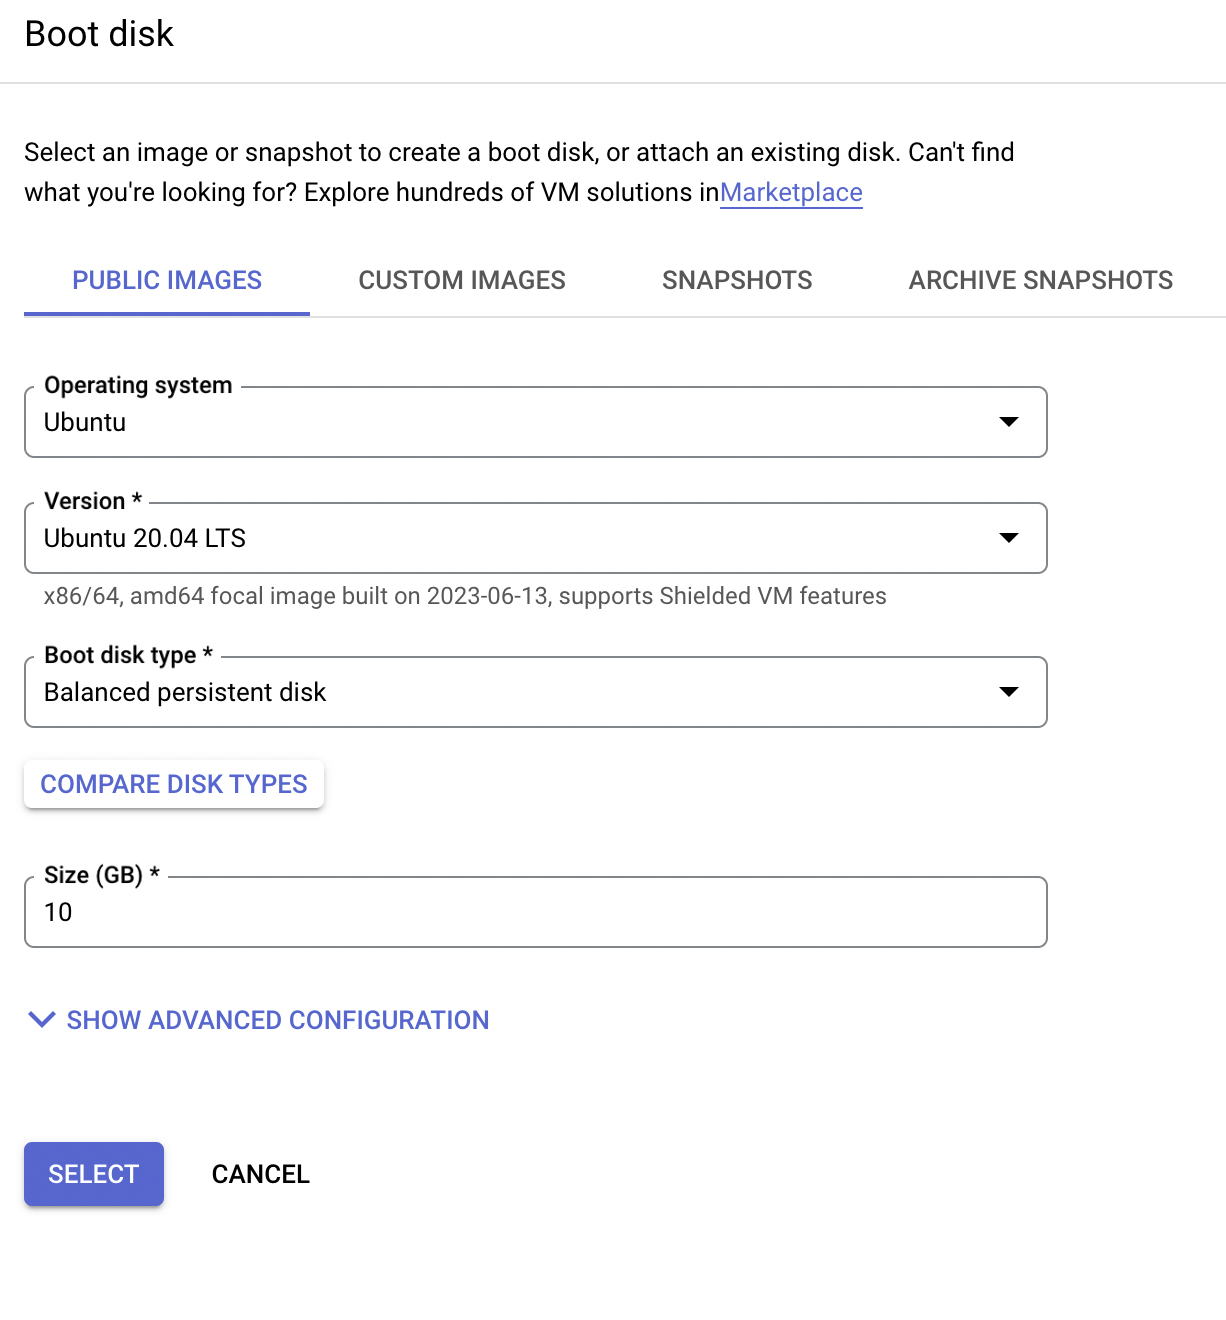 Boot disk
Select an image or snapshot to create a boot disk, or attach an existing disk. Can't find
what you're looking for? Explore hundreds of VM solutions inMarketplace
PUBLIC IMAGES CUSTOM IMAGES SNAPSHOTS ARCHIVE SNAPSHOTS
Operating system
Ubuntu
Version *
Ubuntu 20.04 LTS
x86/64, amd64 focal image built on 2023-06-13, supports Shielded VM features
Boot disk type *
Balanced persistent disk
COMPARE DISK TYPES
Size (GB) *
10
SHOW ADVANCED CONFIGURATION
SELECT CANCEL